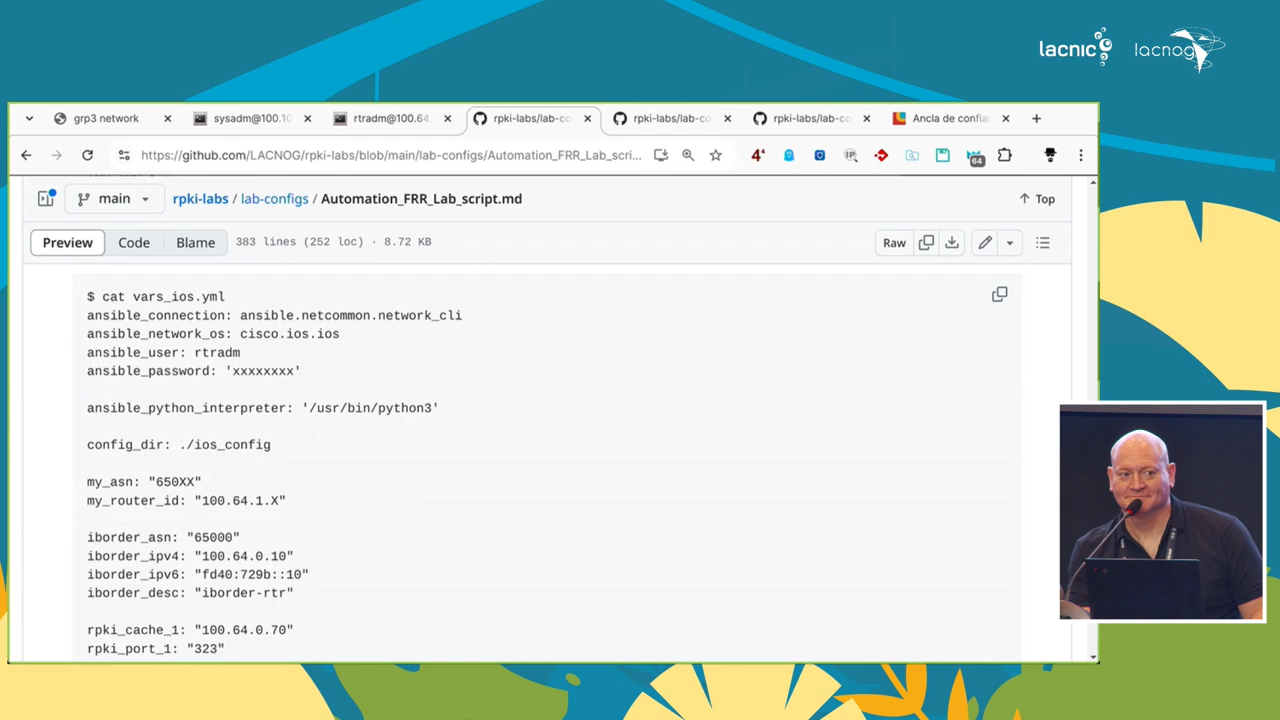 lacnic lacnog
grp3 network
sysadm@100.10
rtradm@100.64.
rpki-labs/lab-co
rpki-labs/lab-co
rpki-labs/lab-co
Ancla de confia
https://github.com/LACNOG/rpki-labs/blob/main/lab-configs/Automation_FRR_Lab_scri...
4⁴
IP
64
main
rpki-labs / lab-configs / Automation_FRR_Lab_script.md
Top
Preview Code Blame 383 lines (252 loc) · 8.72 KB
Raw
$ cat vars_ios.yml
ansible_connection: ansible.netcommon.network_cli
ansible_network_os: cisco.ios.ios
ansible_user: rtradm
ansible_password: 'xxxxxxxx'
ansible_python_interpreter: '/usr/bin/python3'
config_dir: ./ios_config
my_asn: "650XX"
my_router_id: "100.64.1.X"
iborder_asn: "65000"
iborder_ipv4: "100.64.0.10"
iborder_ipv6: "fd40:729b::10"
iborder_desc: "iborder-rtr"
rpki_cache_1: "100.64.0.70"
rpki_port_1: "323"